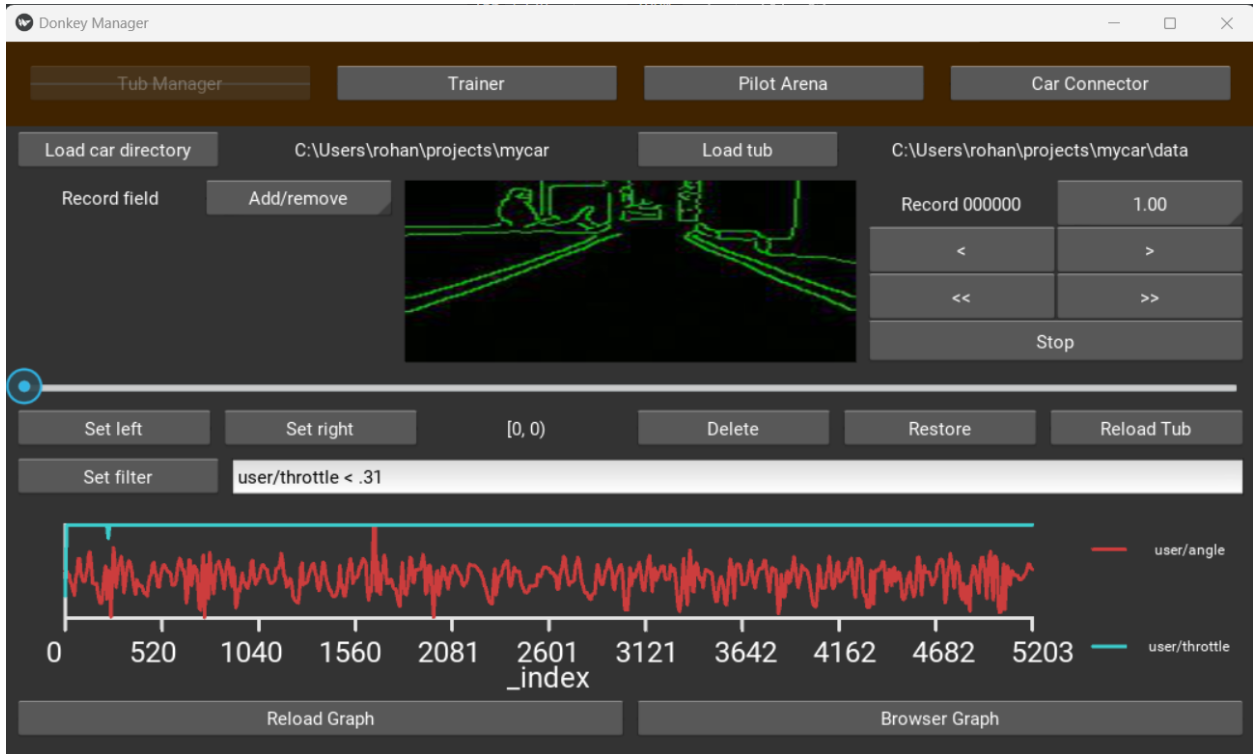 Donkey Manager
Tub Manager Trainer Pilot Arena Car Connector
Load car directory C:\Users\rohan\projects\mycar Load tub C:\Users\rohan\projects\mycar\data
Record field Add/remove Record 000000 1.00
< >
<< >>
Stop
Set left Set right [0, 0) Delete Restore Reload Tub
Set filter user/throttle < .31
user/angle
user/throttle
0 520 1040 1560 2081 2601 3121 3642 4162 4682 5203
_index
Reload Graph Browser Graph